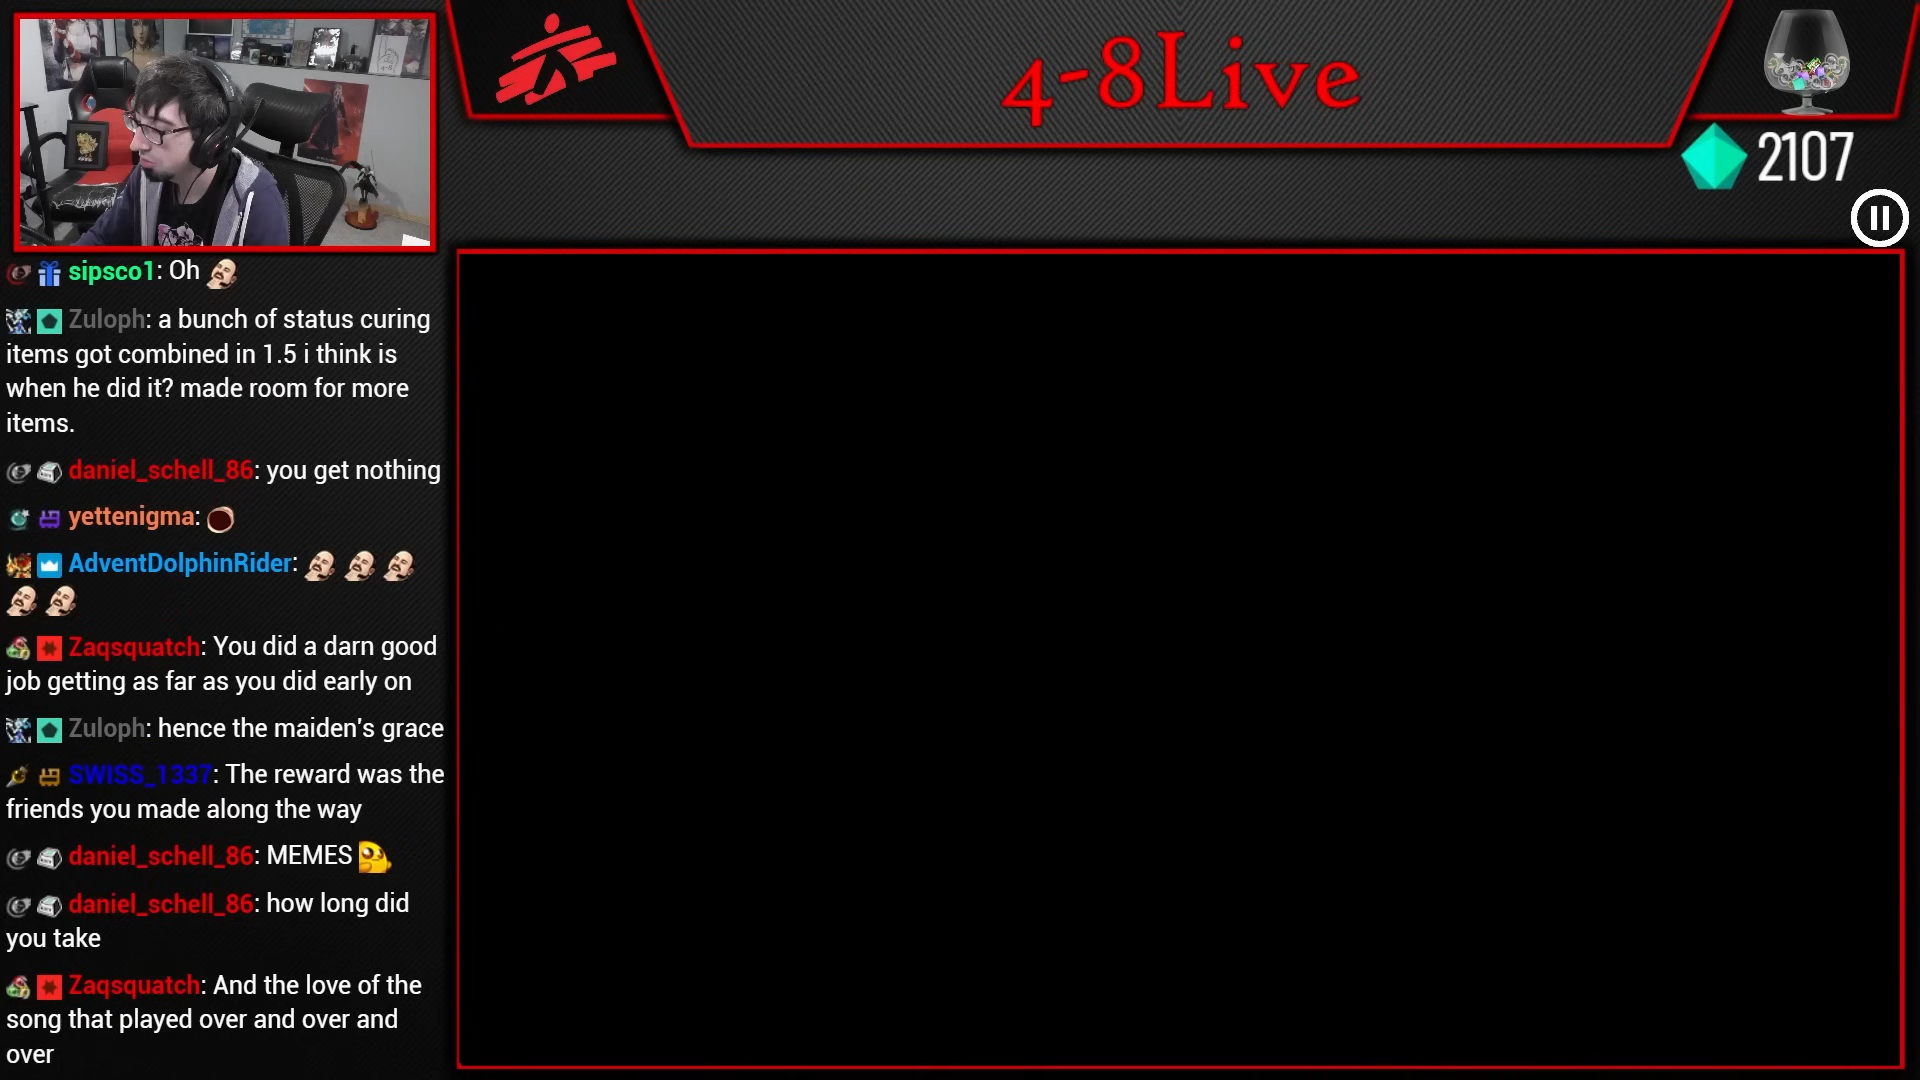 4-8Live
2107
sipsco1: Oh
Zuloph: a bunch of status curing
items got combined in 1.5 i think is
when he did it? made room for more
items.
daniel_schell_86: you get nothing
yettenigma:
AdventDolphinRider:
Zaqsquatch: You did a darn good
job getting as far as you did early on
Zuloph: hence the maiden's grace
SWISS_1337: The reward was the
friends you made along the way
daniel_schell_86: MEMES
daniel_schell_86: how long did
you take
Zaqsquatch: And the love of the
song that played over and over and
over